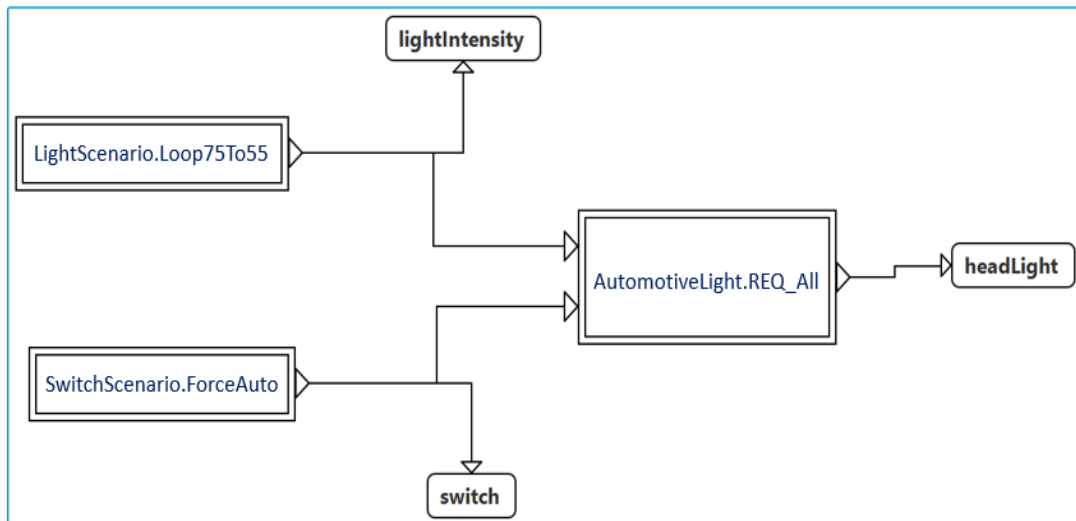 lightIntensity
LightScenario.Loop75To55
AutomotiveLight.REQ_All
headLight
SwitchScenario.ForceAuto
switch